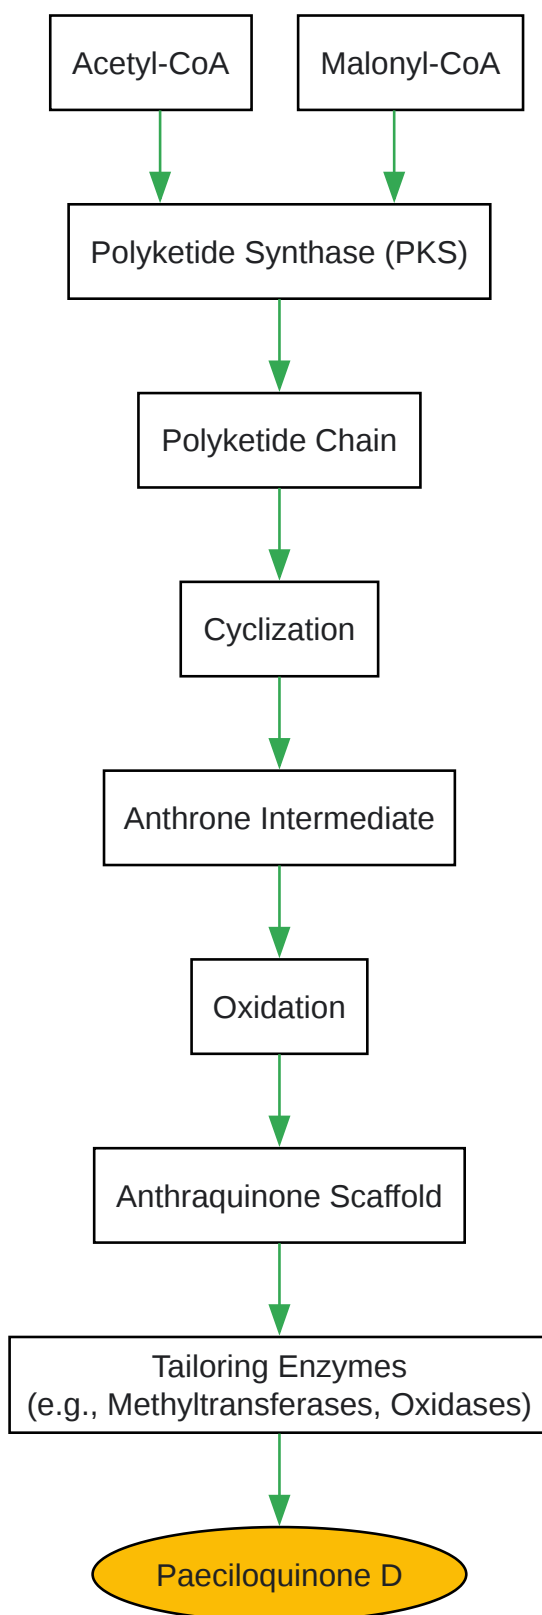 Acetyl-CoA
Malonyl-CoA
Polyketide Synthase (PKS)
Polyketide Chain
Cyclization
Anthrone Intermediate
Oxidation
Anthraquinone Scaffold
Tailoring Enzymes
(e.g., Methyltransferases, Oxidases)
Paeciloquinone D